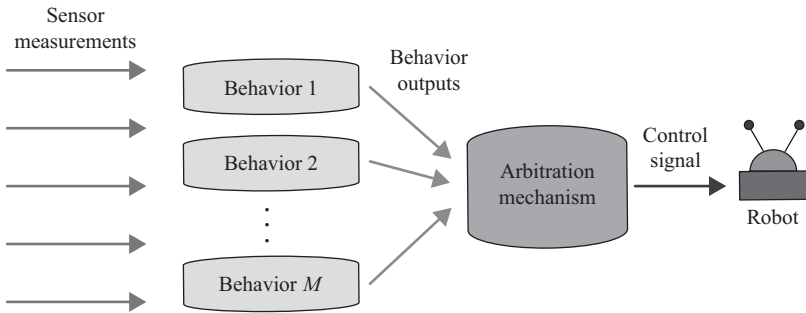 Sensor
measurements
Behavior 1
Behavior
outputs
Behavior 2
Arbitration
mechanism
Control
signal
Robot
Behavior M